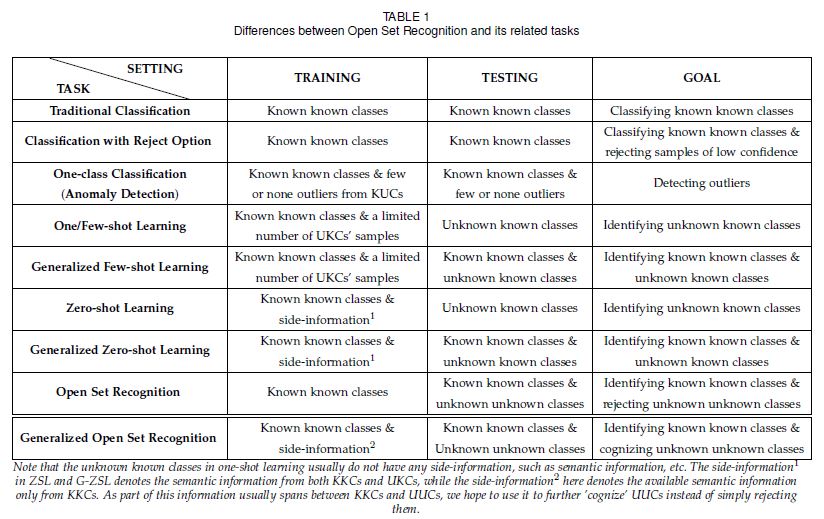 TABLE 1
Differences between Open Set Recognition and its related tasks
SETTING
TASK
TRAINING
TESTING
GOAL
Traditional Classification
Known known classes
Known known classes
Classifying known known classes
Classification with Reject Option
Known known classes
Known known classes
Classifying known known classes &
rejecting samples of low confidence
One-class Classification
(Anomaly Detection)
Known known classes & few
or none outliers from KUCs
Known known classes &
few or none outliers
Detecting outliers
One/Few-shot Learning
Known known classes & a limited
number of UKCs' samples
Unknown known classes
Identifying unknown known classes
Generalized Few-shot Learning
Known known classes & a limited
number of UKCs' samples
Known known classes &
unknown known classes
Identifying known known classes &
unknown known classes
Zero-shot Learning
Known known classes &
side-information¹
Unknown known classes
Identifying unknown known classes
Generalized Zero-shot Learning
Known known classes &
side-information¹
Known known classes &
unknown known classes
Identifying known known classes &
unknown known classes
Open Set Recognition
Known known classes
Known known classes &
unknown unknown classes
Identifying known known classes &
rejecting unknown unknown classes
Generalized Open Set Recognition
Known known classes &
side-information²
Known known classes &
Unknown unknown classes
Identifying known known classes &
cognizing unknown unknown classes
Note that the unknown known classes in one-shot learning usually do not have any side-information, such as semantic information, etc. The side-information¹
in ZSL and G-ZSL denotes the semantic information from both KKCs and UKCs, while the side-information² here denotes the available semantic information
only from KKCs. As part of this information usually spans between KKCs and UUCs, we hope to use it to further 'cognize' UUCs instead of simply rejecting
them.